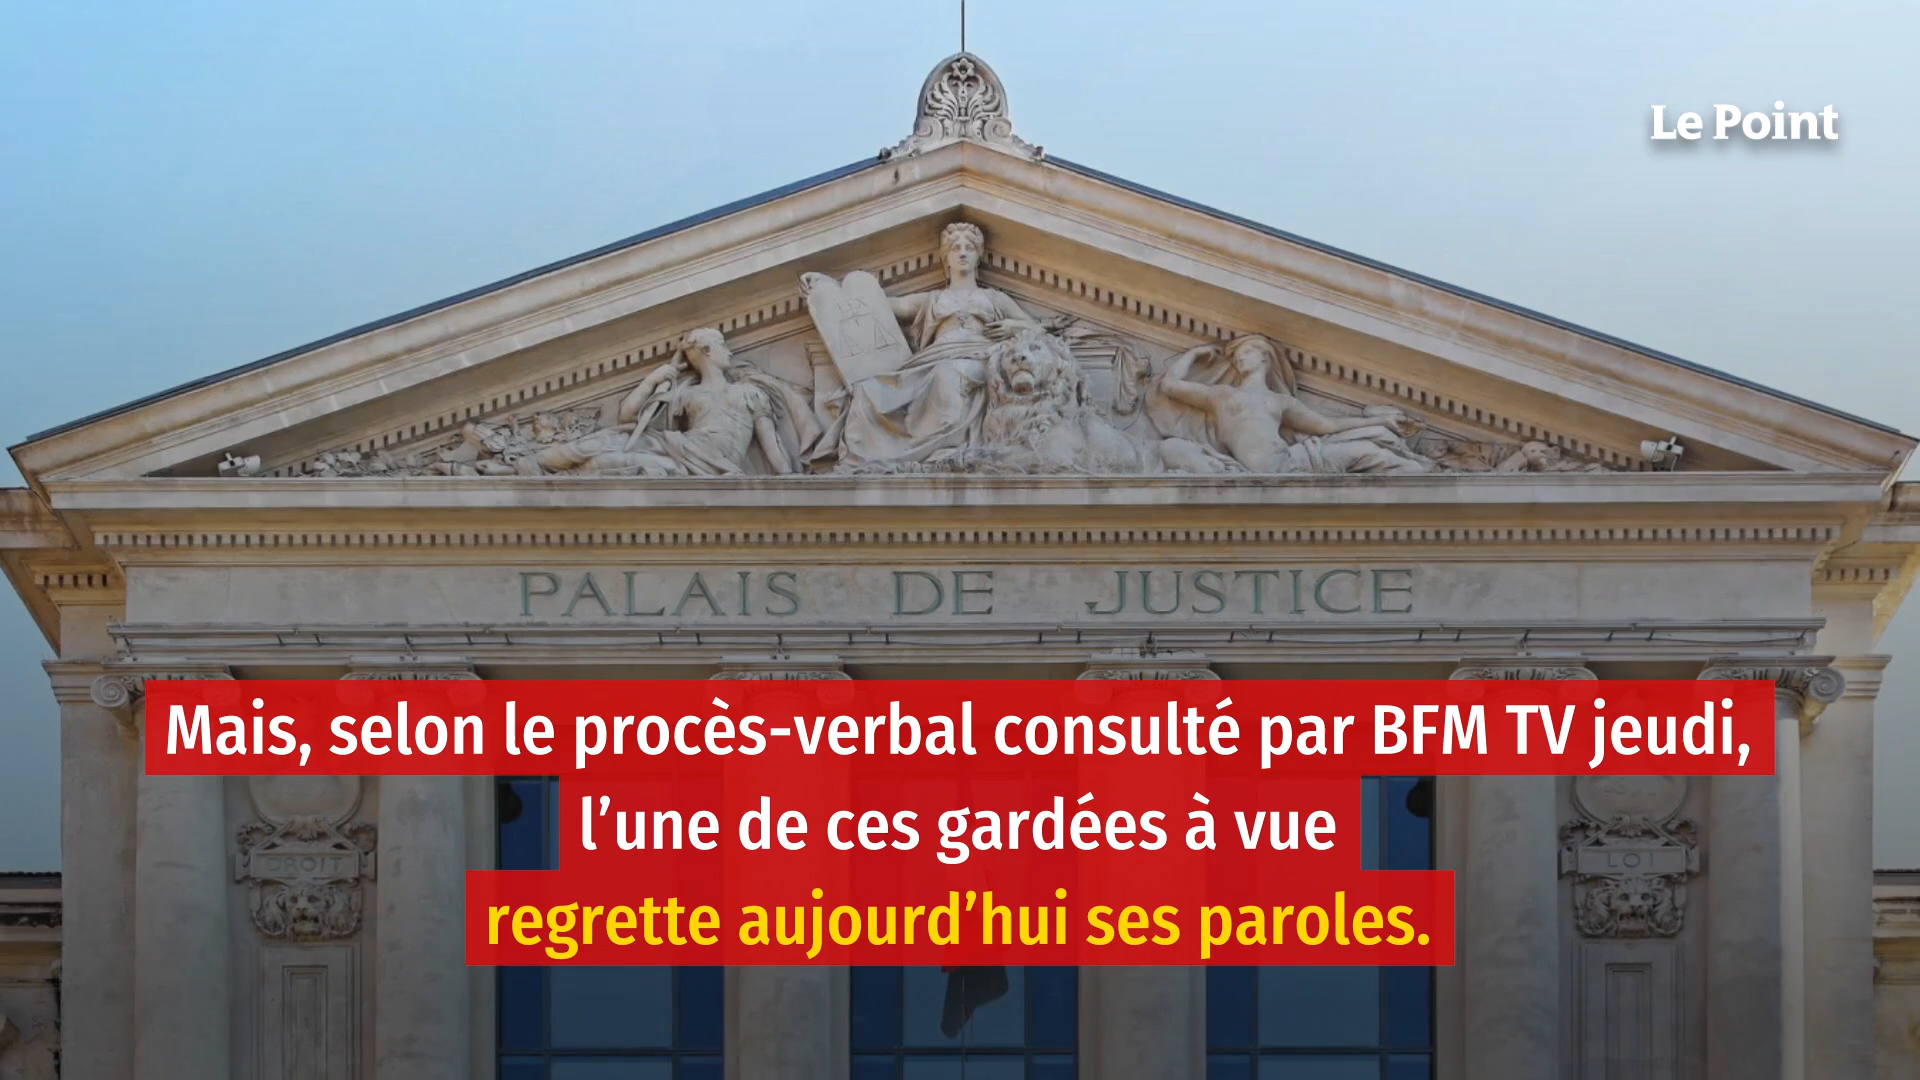 Le Point
PALAIS DE JUSTICE
Mais, selon le procès-verbal consulté par BFM TV jeudi,
l’une de ces gardées à vue
regrette aujourd’hui ses paroles.
DROIT
LOI